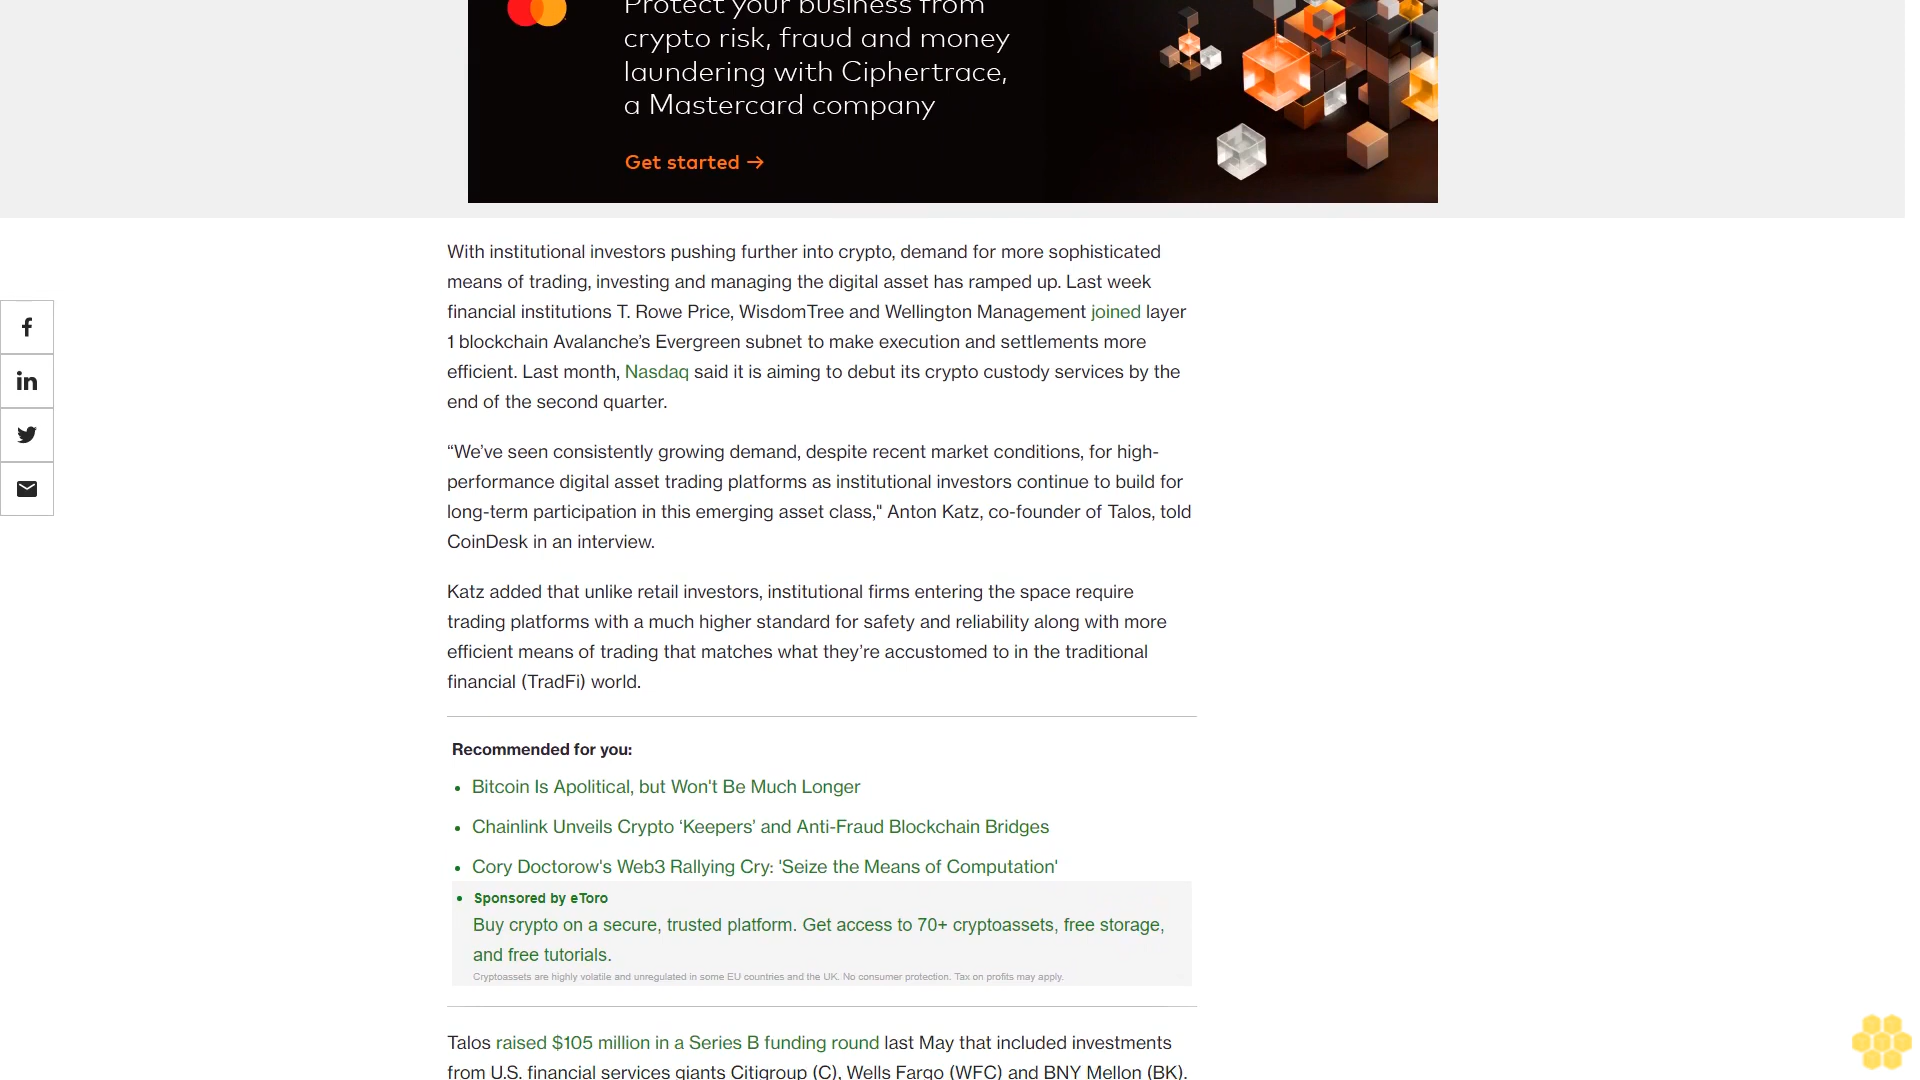 Protect your business from
crypto risk, fraud and money
laundering with Ciphertrace,
a Mastercard company
Get started →
With institutional investors pushing further into crypto, demand for more sophisticated
means of trading, investing and managing the digital asset has ramped up. Last week
financial institutions T. Rowe Price, WisdomTree and Wellington Management joined layer
1 blockchain Avalanche’s Evergreen subnet to make execution and settlements more
efficient. Last month, Nasdaq said it is aiming to debut its crypto custody services by the
end of the second quarter.
“We’ve seen consistently growing demand, despite recent market conditions, for high-
performance digital asset trading platforms as institutional investors continue to build for
long-term participation in this emerging asset class," Anton Katz, co-founder of Talos, told
CoinDesk in an interview.
Katz added that unlike retail investors, institutional firms entering the space require
trading platforms with a much higher standard for safety and reliability along with more
efficient means of trading that matches what they’re accustomed to in the traditional
financial (TradFi) world.
Recommended for you:
• Bitcoin Is Apolitical, but Won't Be Much Longer
• Chainlink Unveils Crypto ‘Keepers’ and Anti-Fraud Blockchain Bridges
• Cory Doctorow's Web3 Rallying Cry: 'Seize the Means of Computation'
• Sponsored by eToro
Buy crypto on a secure, trusted platform. Get access to 70+ cryptoassets, free storage,
and free tutorials.
Cryptoassets are highly volatile and unregulated in some EU countries and the UK. No consumer protection. Tax on profits may apply.
Talos raised $105 million in a Series B funding round last May that included investments
from U.S. financial services giants Citigroup (C), Wells Fargo (WFC) and BNY Mellon (BK).